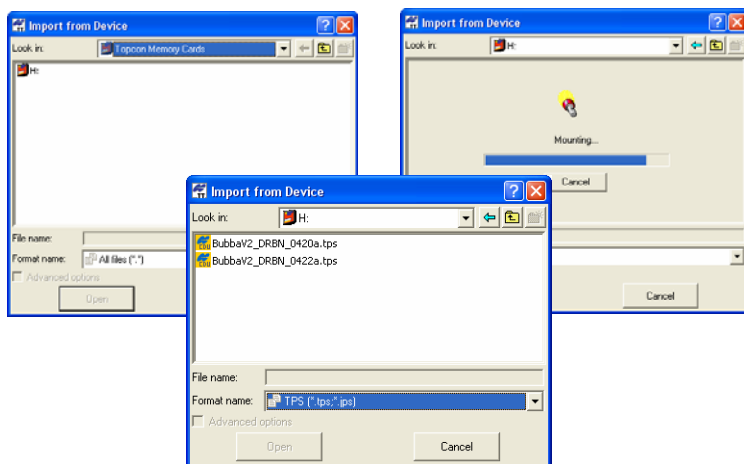 Import from Device
Look in: Topcon Memory Cards
H:
File name:
Format name: All files (*.*)
Advanced options
Open
Import from Device
Look in: H:
Mounting...
Cancel
Cancel
Import from Device
Look in: H:
BubbaV2_DRBN_0420a.tps
BubbaV2_DRBN_0422a.tps
File name:
Format name: TPS (*.tps;*.jps)
Advanced options
Open Cancel